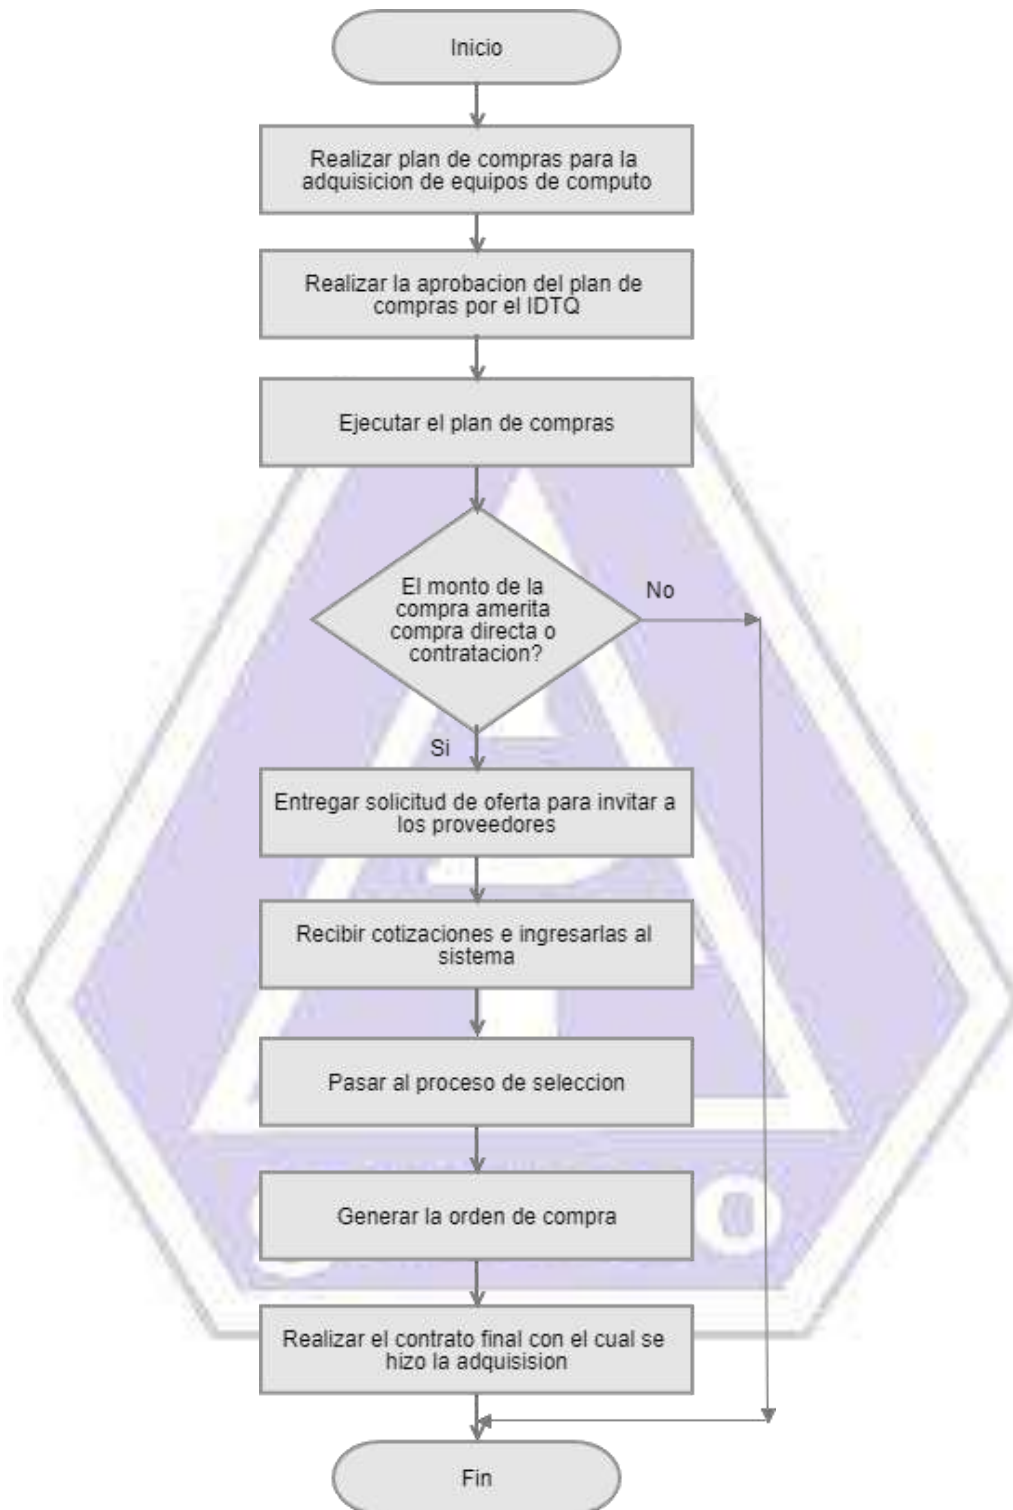 Inicio
Realizar plan de compras para la
adquisicion de equipos de computo
Realizar la aprobacion del plan de
compras por el IDTQ
Ejecutar el plan de compras
El monto de la
compra amerita
compra directa o
contratacion?
No
Si
Entregar solicitud de oferta para invitar a
los proveedores
Recibir cotizaciones e ingresarlas al
sistema
Pasar al proceso de seleccion
Generar la orden de compra
Realizar el contrato final con el cual se
hizo la adquisision
Fin